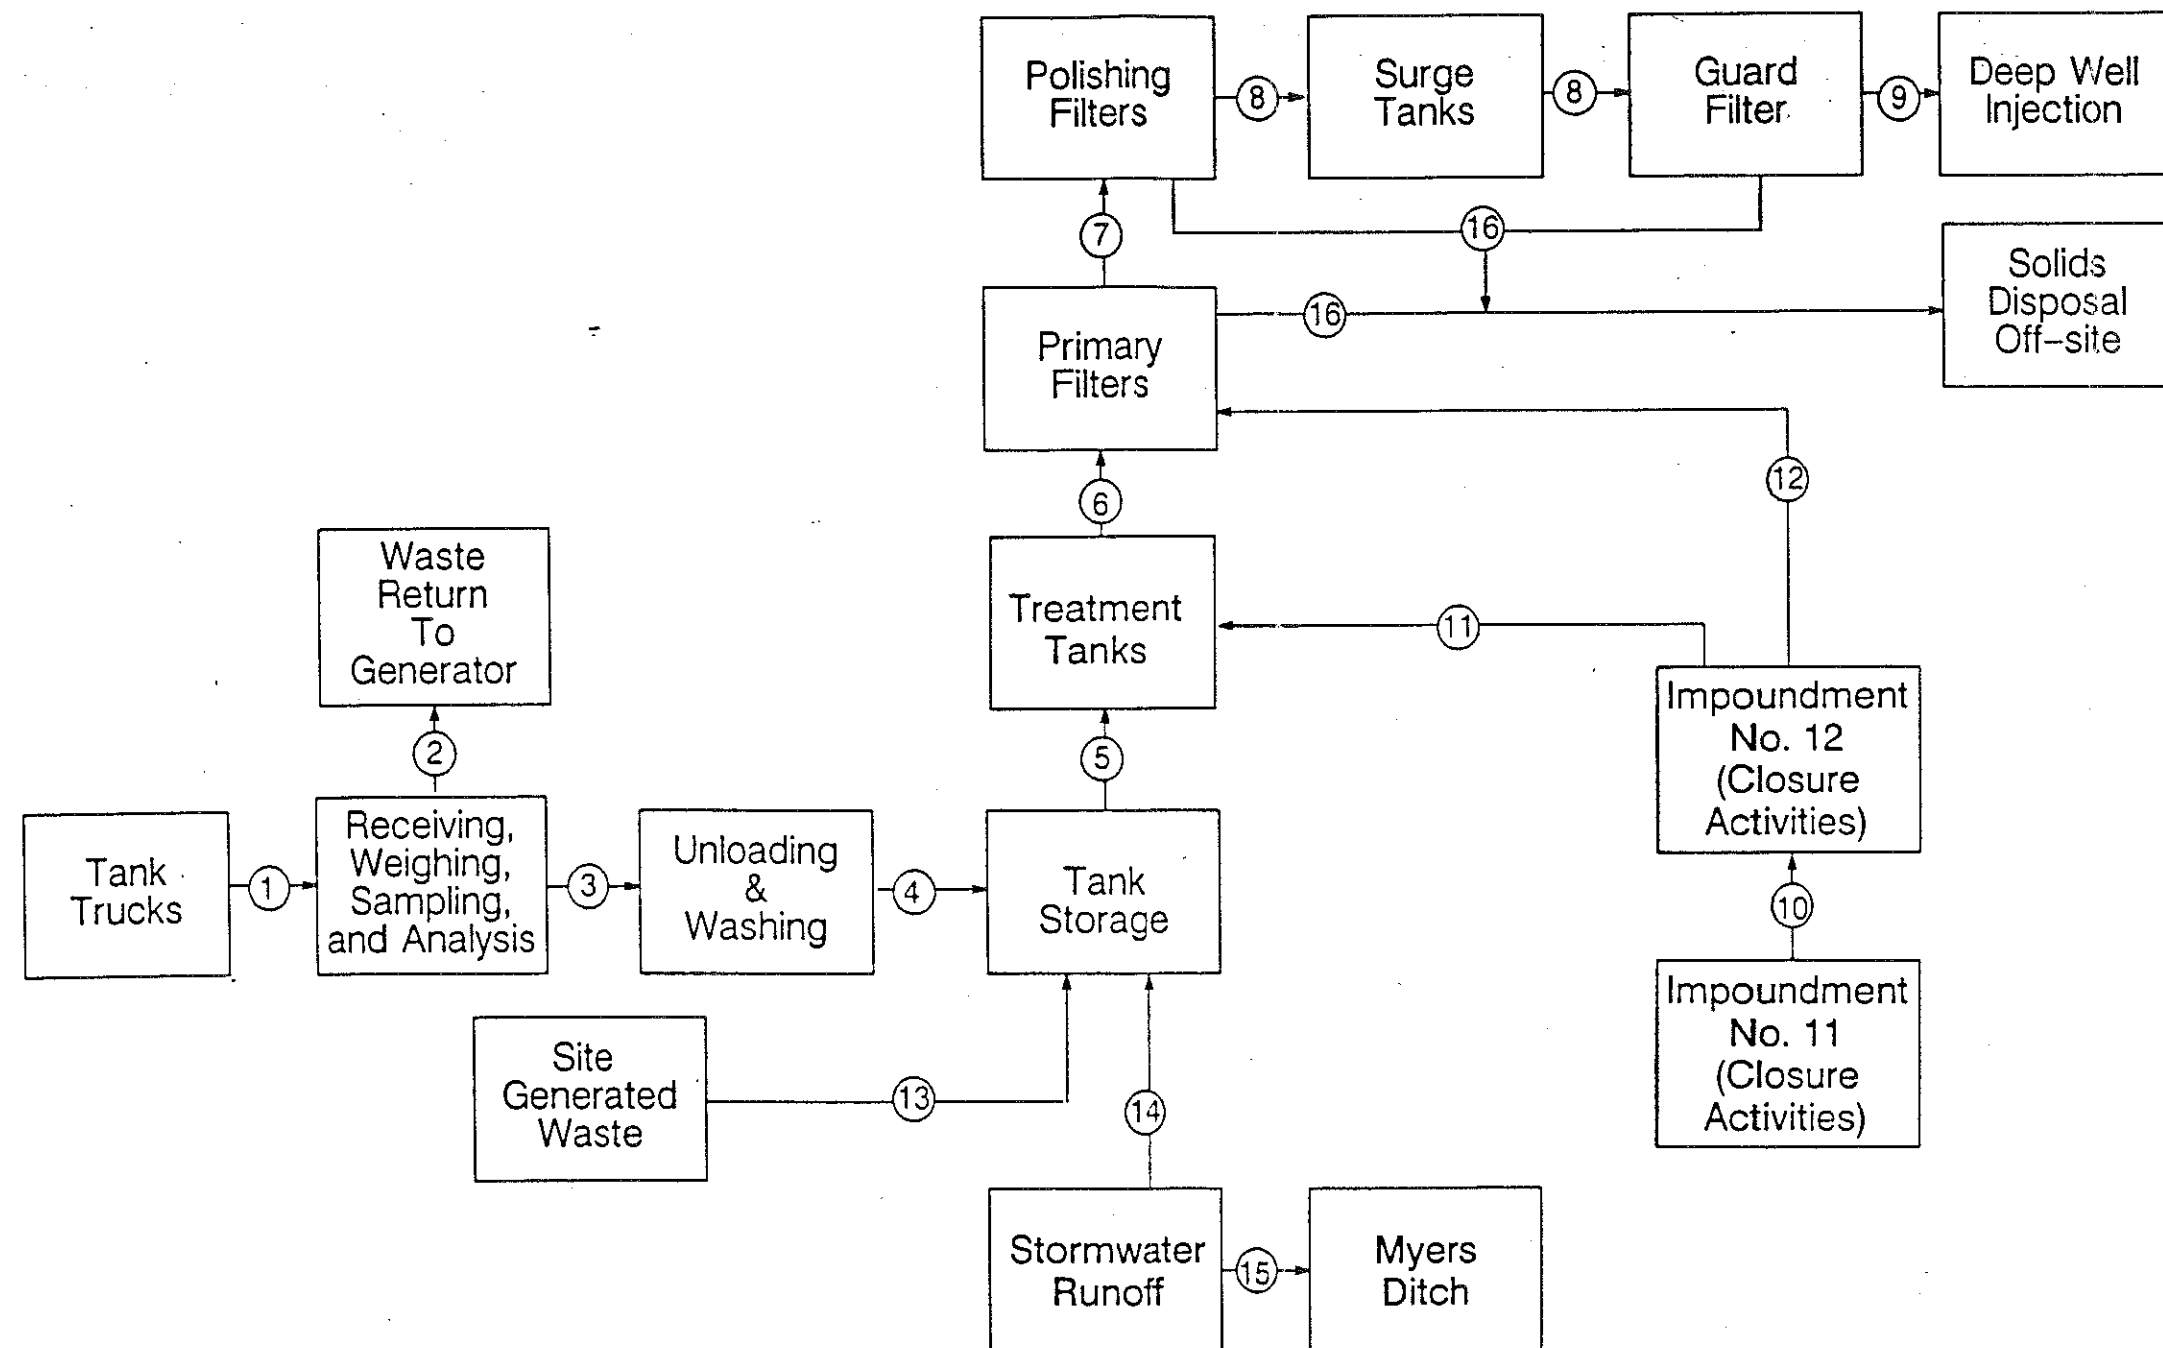 Polishing
Filters
8
Surge
Tanks
8
Guard
Filter
9
Deep Well
Injection
7
16
Solids
Disposal
Off-site
16
Primary
Filters
12
6
Waste
Return
To
Generator
Treatment
Tanks
11
Impoundment
No. 12
(Closure
Activities)
2
5
Tank
Trucks
1
Receiving,
Weighing,
Sampling,
and Analysis
3
Unloading
&
Washing
4
Tank
Storage
10
Impoundment
No. 11
(Closure
Activities)
Site
Generated
Waste
13
14
Stormwater
Runoff
15
Myers
Ditch